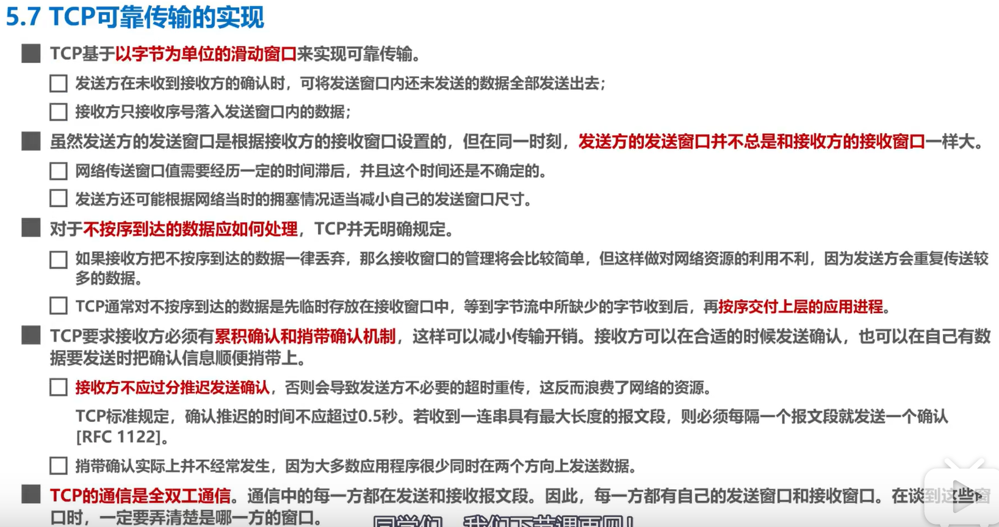 5.7 TCP可靠传输的实现
TCP基于以字节为单位的滑动窗口来实现可靠传输。
发送方在未收到接收方的确认时，可将发送窗口内还未发送的数据全部发送出去；
接收方只接收序号落入发送窗口内的数据；
虽然发送方的发送窗口是根据接收方的接收窗口设置的，但在同一时刻，发送方的发送窗口并不总是和接收方的接收窗口一样大。
网络传送窗口值需要经历一定的时间滞后，并且这个时间还是不确定的。
发送方还可能根据网络当时的拥塞情况适当减小自己的发送窗口尺寸。
对于不按序到达的数据应如何处理，TCP并无明确规定。
如果接收方把不按序到达的数据一律丢弃，那么接收窗口的管理将会比较简单，但这样做对网络资源的利用不利，因为发送方会重复传送较
多的数据。
TCP通常对不按序到达的数据是先临时存放在接收窗口中，等到字节流中所缺少的字节收到后，再按序交付上层的应用进程。
TCP要求接收方必须有累积确认和捎带确认机制，这样可以减小传输开销。接收方可以在合适的时候发送确认，也可以在自己有数
据要发送时把确认信息顺便捎带上。
接收方不应过分推迟发送确认，否则会导致发送方不必要的超时重传，这反而浪费了网络的资源。
TCP标准规定，确认推迟的时间不应超过0.5秒。若收到一连串具有最大长度的报文段，则必须每隔一个报文段就发送一个确认
[RFC 1122]。
捎带确认实际上并不经常发生，因为大多数应用程序很少同时在两个方向上发送数据。
TCP的通信是全双工通信。通信中的每一方都在发送和接收报文段。因此，每一方都有自己的发送窗口和接收窗口。在谈到这些窗
口时，一定要弄清楚是哪一方的窗口。
同学们，我们下节课再见！